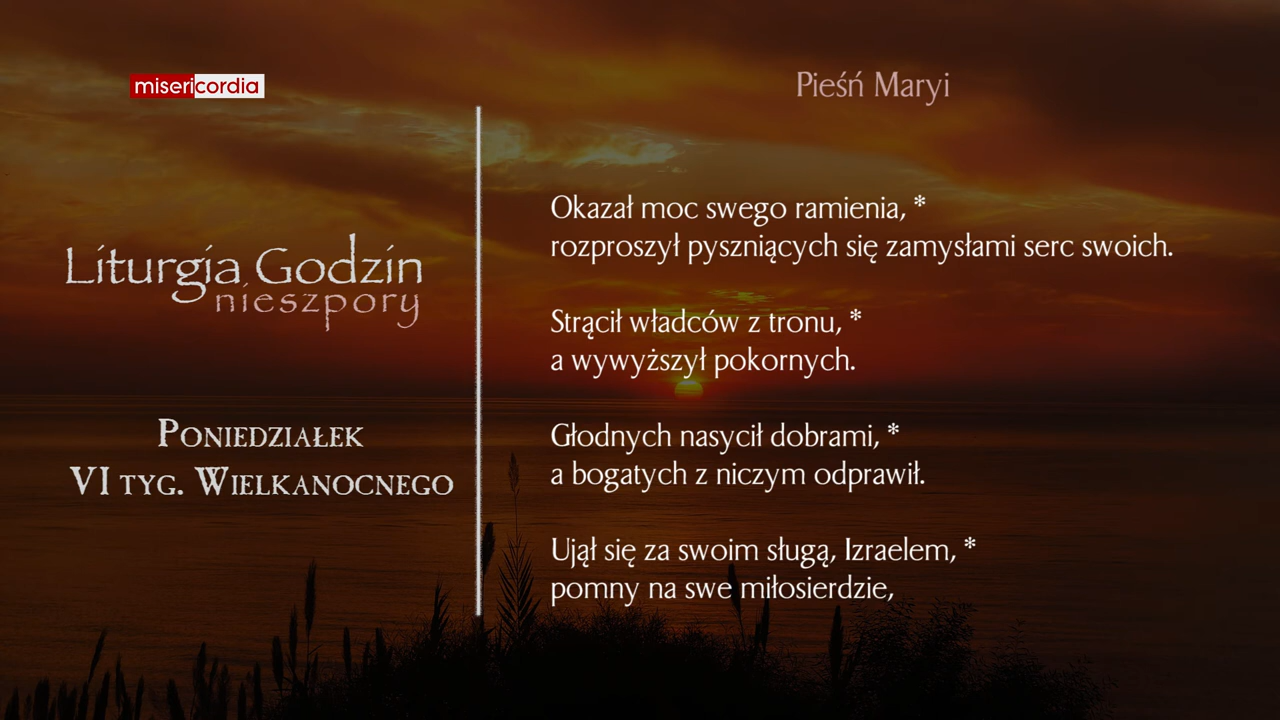 misericordia
Liturgia Godzin
nieszpory
Poniedziałek
VI tyg. Wielkanocnego
Pieśń Maryi
Okazał moc swego ramienia, *
rozproszył pyszniących się zamysłami serc swoich.
Strącił władców z tronu, *
a wywyższył pokornych.
Głodnych nasycił dobrami, *
a bogatych z niczym odprawił.
Ujął się za swoim sługą, Izraelem, *
pomny na swe miłosierdzie,